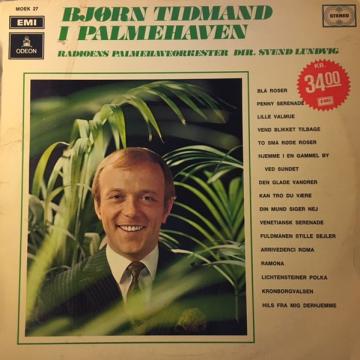 MOEK 27
EMI
ODEON
BJØRN TIDMAND
I PALMEHAVEN
STEREO
RADIOENS PALMEHAVEORKESTER DIR. SVEND LUNDVIG
KR.
34.00
BLÅ ROSER
PENNY SERENADE
LILLE VALMUE
VEND BLIKKET TILBAGE
TO SMÅ RØDE ROSER
HJEMME I EN GAMMEL BY
VED SUNDET
DEN GLADE VANDRER
KAN TRO DU VÆRE
DIN MUND SIGER NEJ
VENETIANSK SERENADE
FULDMÅNEN STILLE SEJLER
ARRIVEDERCI ROMA
RAMONA
LICHTENSTEINER POLKA
KRONBORGVALSEN
HILS FRA MIG DERHJEMME